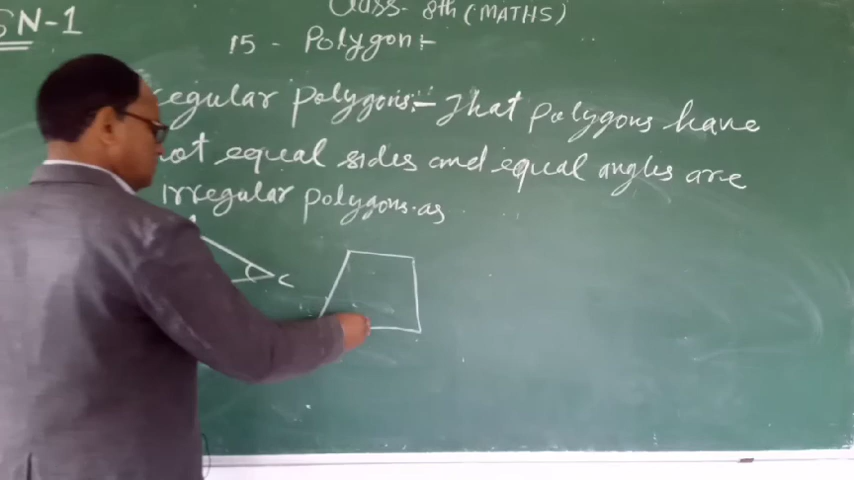 SN-1
Class- 8th (MATHS)
15 - Polygon:-
regular polygons:- That polygons have
not equal sides and equal angles are
irregular polygons. as
C